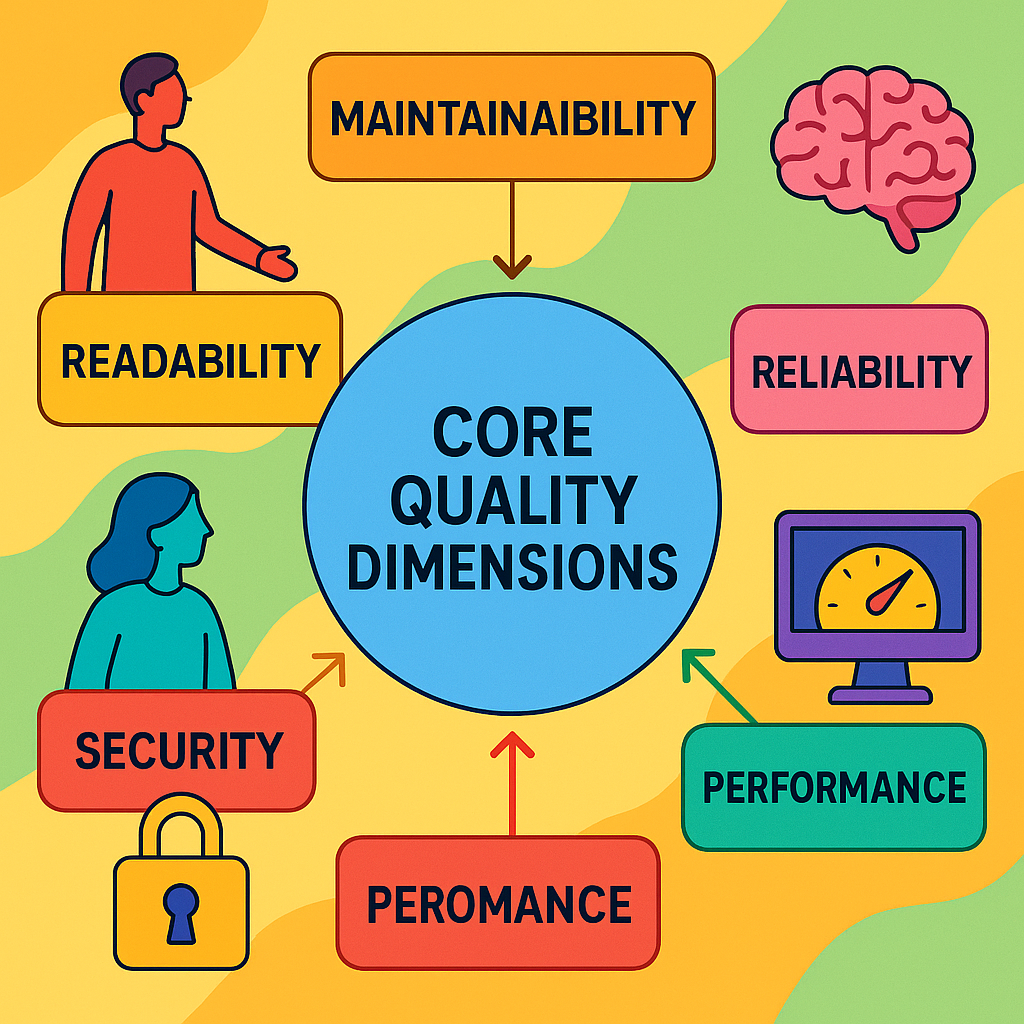 MAINTAINAIBILITY
READABILITY
RELIABILITY
CORE
QUALITY
DIMENSIONS
SECURITY
PERFORMANCE
PEROMANCE